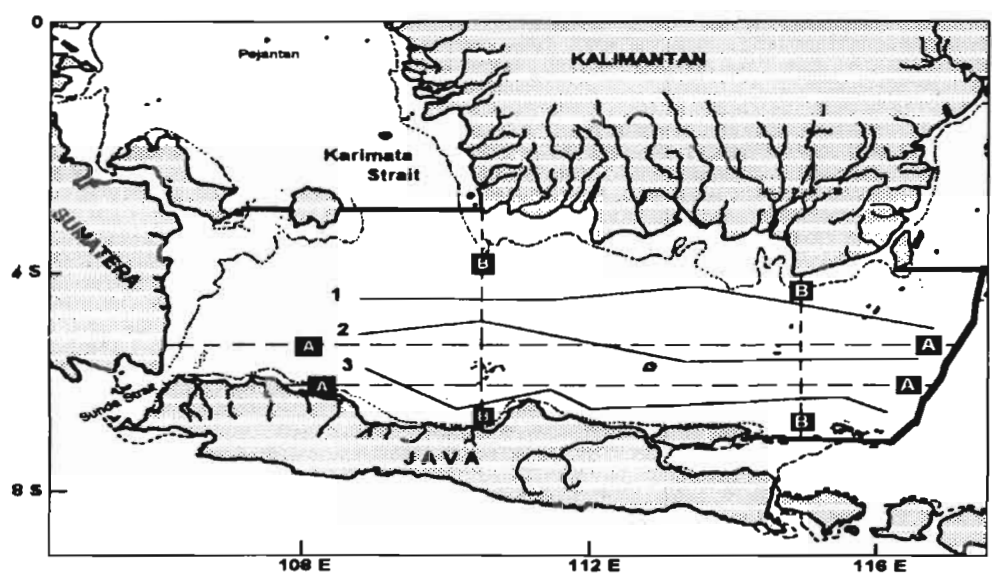 0
Pejantan
KALIMANTAN
Karimata
Strait
SUMATERA
4 S
B
B
1
2
A
A
3
A
A
Sunda Strait
B
B
JAVA
8 S
108 E
112 E
116 E